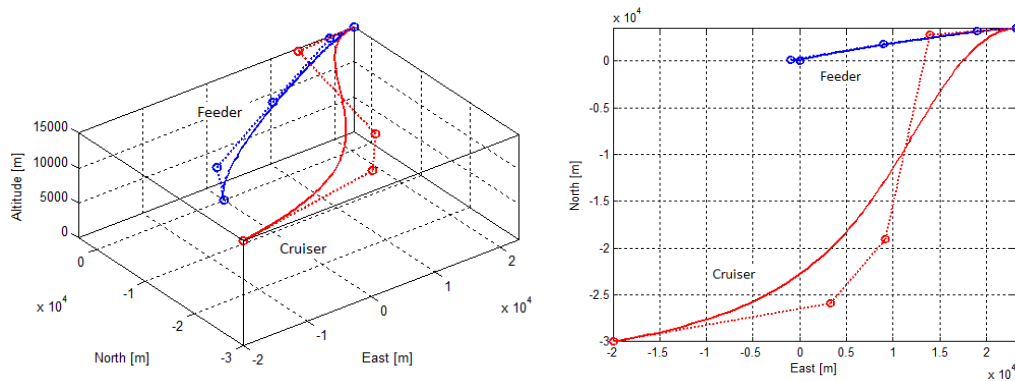 15000
10000
5000
0
Altitude [m]
Feeder
Cruiser
0
-1
-2
-3
x 10^4
North [m]
-2
-1
0
1
2
x 10^4
East [m]
x 10^4
0
-0.5
-1
-1.5
-2
-2.5
-3
North [m]
Feeder
Cruiser
-2
-1.5
-1
-0.5
0
0.5
1
1.5
2
East [m]
x 10^4